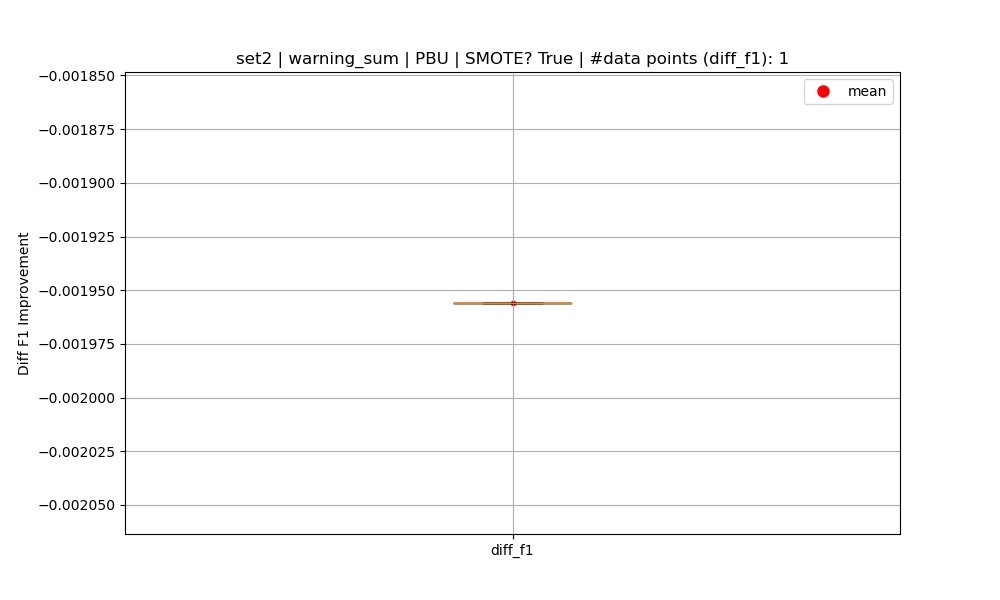 set2 | warning_sum | PBU | SMOTE? True | #data points (diff_f1): 1
mean
Diff F1 Improvement
−0.001850
−0.001875
−0.001900
−0.001925
−0.001950
−0.001975
−0.002000
−0.002025
−0.002050
diff_f1